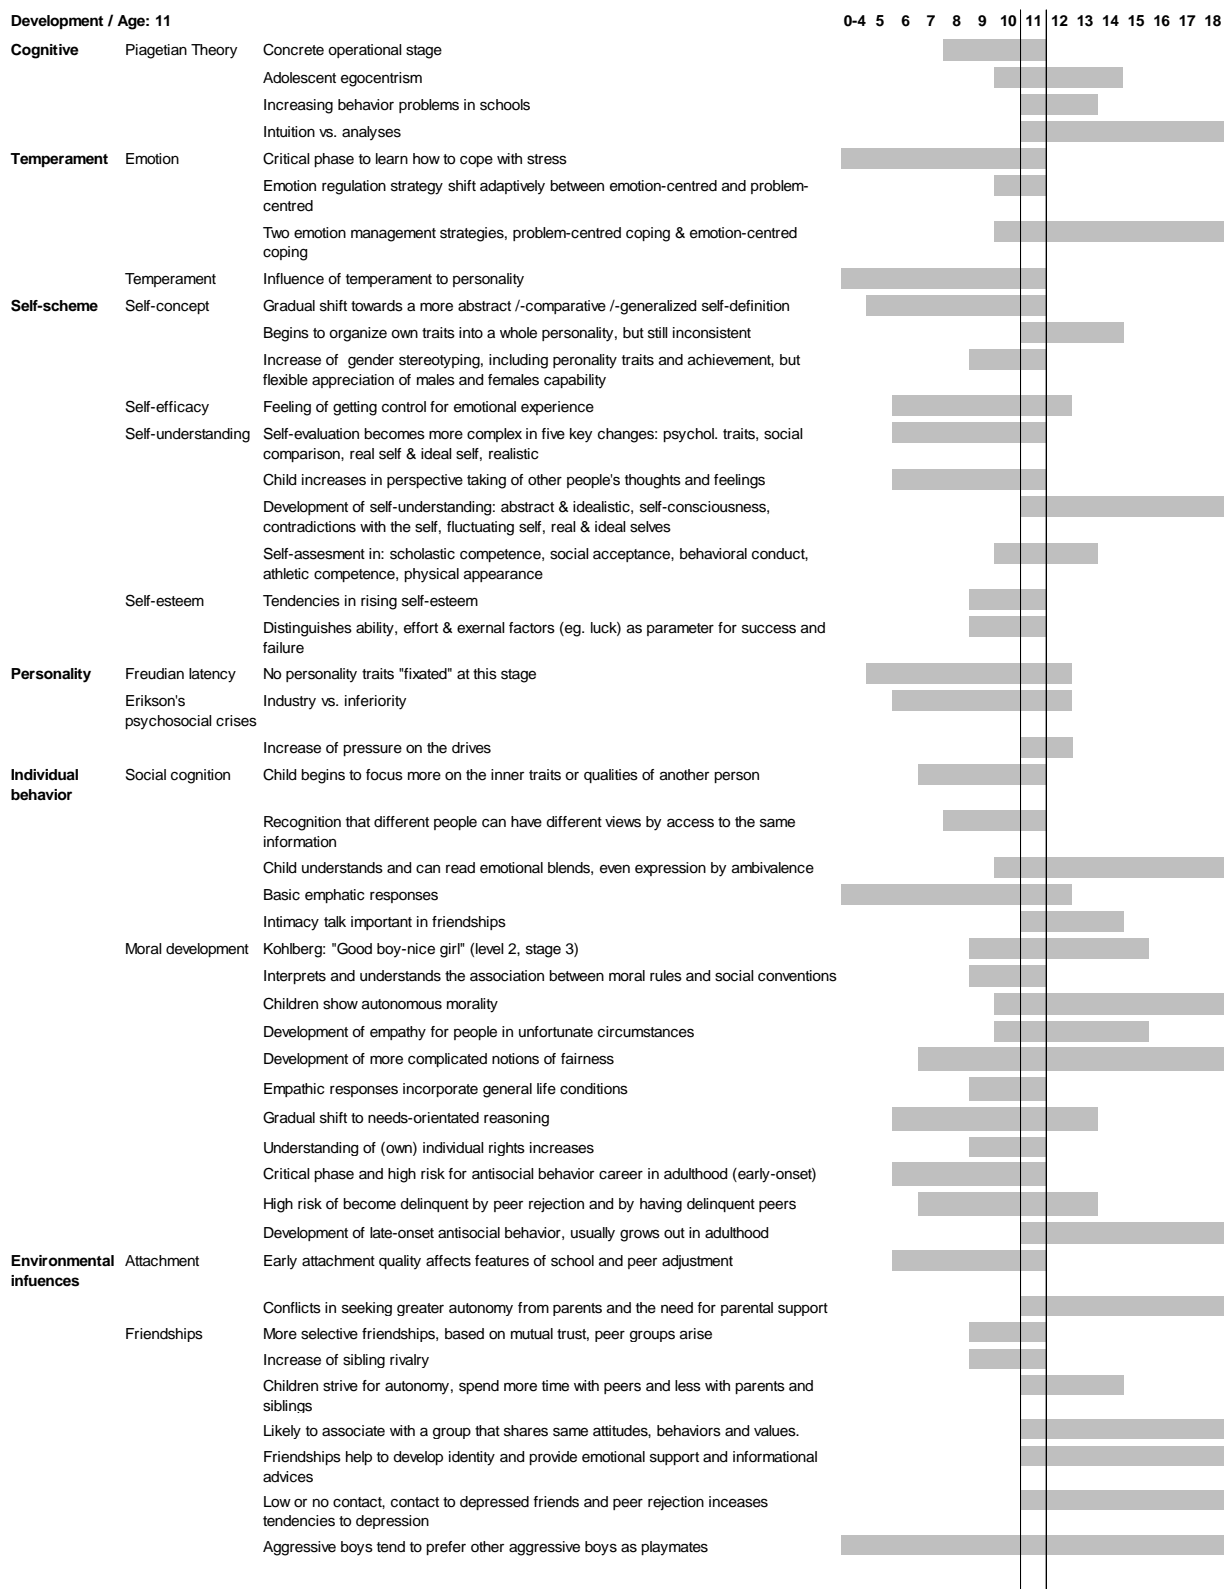 Development / Age: 11 0-4 5 6 7 8 9 10 11 12 13 14 15 16 17 18
Cognitive Piagetian Theory Concrete operational stage
Adolescent egocentrism
Increasing behavior problems in schools
Intuition vs. analyses
Temperament Emotion Critical phase to learn how to cope with stress
Emotion regulation strategy shift adaptively between emotion-centred and problem-
centred
Two emotion management strategies, problem-centred coping & emotion-centred
coping
Temperament Influence of temperament to personality
Self-scheme Self-concept Gradual shift towards a more abstract /-comparative /-generalized self-definition
Begins to organize own traits into a whole personality, but still inconsistent
Increase of gender stereotyping, including peronality traits and achievement, but
flexible appreciation of males and females capability
Self-efficacy Feeling of getting control for emotional experience
Self-understanding Self-evaluation becomes more complex in five key changes: psychol. traits, social
comparison, real self & ideal self, realistic
Child increases in perspective taking of other people's thoughts and feelings
Development of self-understanding: abstract & idealistic, self-consciousness,
contradictions with the self, fluctuating self, real & ideal selves
Self-assesment in: scholastic competence, social acceptance, behavioral conduct,
athletic competence, physical appearance
Self-esteem Tendencies in rising self-esteem
Distinguishes ability, effort & exernal factors (eg. luck) as parameter for success and
failure
Personality Freudian latency No personality traits "fixated" at this stage
Erikson's Industry vs. inferiority
psychosocial crises
Increase of pressure on the drives
Individual Social cognition Child begins to focus more on the inner traits or qualities of another person
behavior
Recognition that different people can have different views by access to the same
information
Child understands and can read emotional blends, even expression by ambivalence
Basic emphatic responses
Intimacy talk important in friendships
Moral development Kohlberg: "Good boy-nice girl" (level 2, stage 3)
Interprets and understands the association between moral rules and social conventions
Children show autonomous morality
Development of empathy for people in unfortunate circumstances
Development of more complicated notions of fairness
Empathic responses incorporate general life conditions
Gradual shift to needs-orientated reasoning
Understanding of (own) individual rights increases
Critical phase and high risk for antisocial behavior career in adulthood (early-onset)
High risk of become delinquent by peer rejection and by having delinquent peers
Development of late-onset antisocial behavior, usually grows out in adulthood
Environmental Attachment Early attachment quality affects features of school and peer adjustment
infuences
Conflicts in seeking greater autonomy from parents and the need for parental support
Friendships More selective friendships, based on mutual trust, peer groups arise
Increase of sibling rivalry
Children strive for autonomy, spend more time with peers and less with parents and
siblings
Likely to associate with a group that shares same attitudes, behaviors and values.
Friendships help to develop identity and provide emotional support and informational
advices
Low or no contact, contact to depressed friends and peer rejection inceases
tendencies to depression
Aggressive boys tend to prefer other aggressive boys as playmates